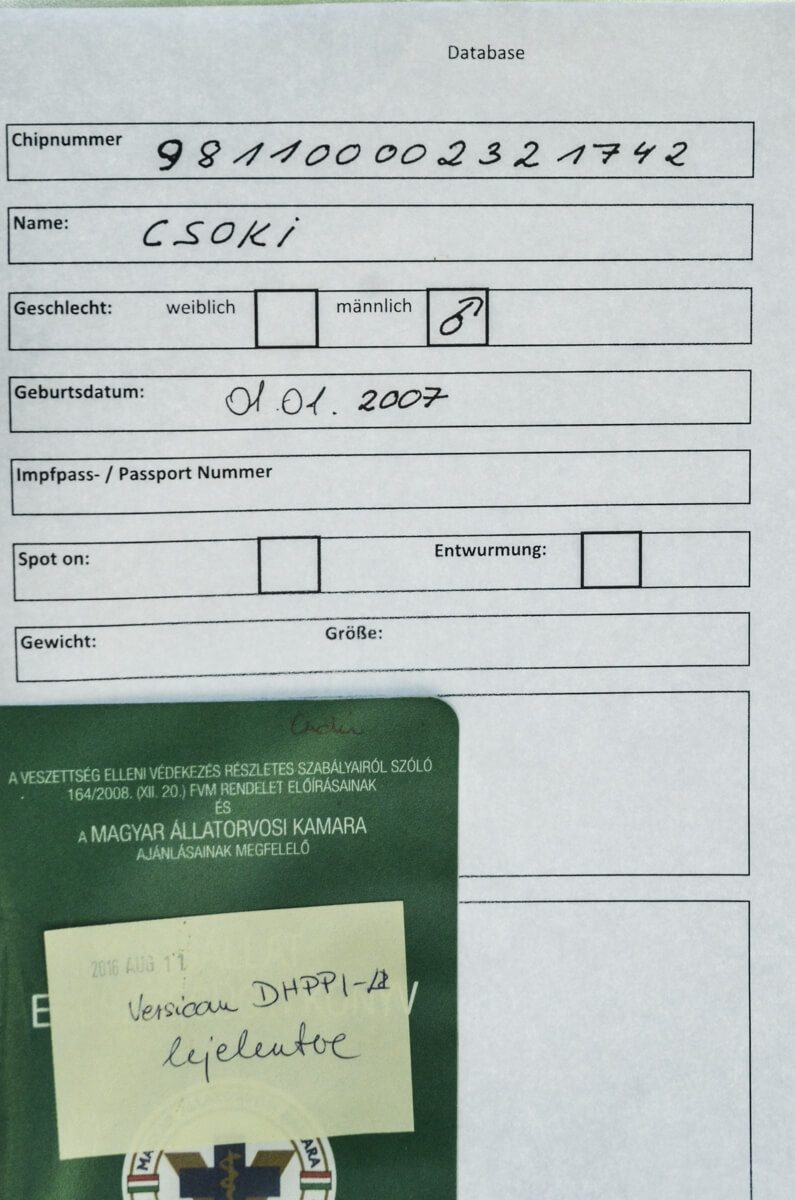 Database
Chipnummer 981100002321742
Name: CSOKI
Geschlecht: weiblich männlich ♂
Geburtsdatum: 01.01.2007
Impfpass- / Passport Nummer
Spot on: Entwurmung:
Gewicht: Größe:
A VESZETTSÉG ELLENI VÉDEKEZÉS RÉSZLETES SZABÁLYAIRÓL SZÓLÓ
164/2008. (XII. 20.) FVM RENDELET ELŐÍRÁSAINAK
ÉS
A MAGYAR ÁLLATORVOSI KAMARA
AJÁNLÁSAINAK MEGFELELŐ
2016 AUG 11
Versican DHPPI-
lejelentve